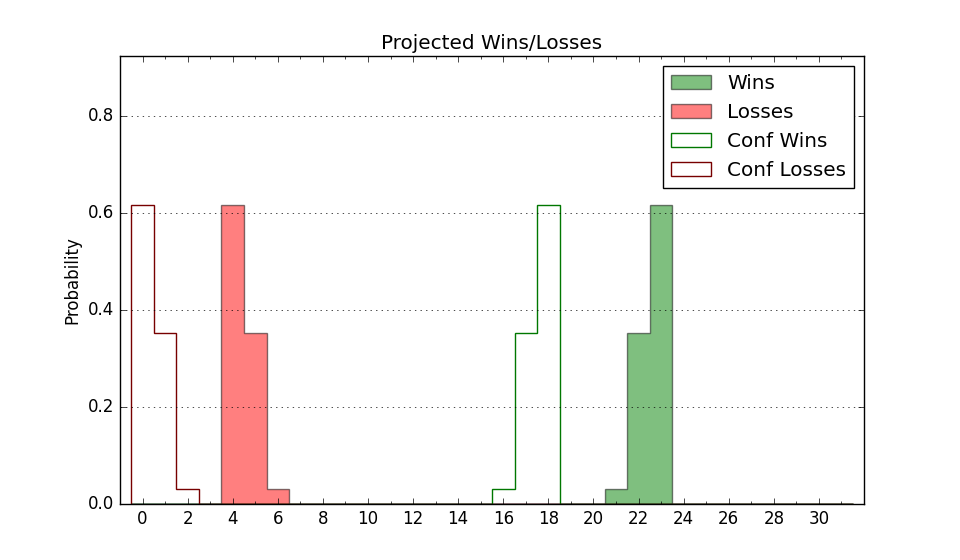 Projected Wins/Losses
Wins
Losses
Conf Wins
Conf Losses
Probability
0.8
0.6
0.4
0.2
0.0
0 2 4 6 8 10 12 14 16 18 20 22 24 26 28 30